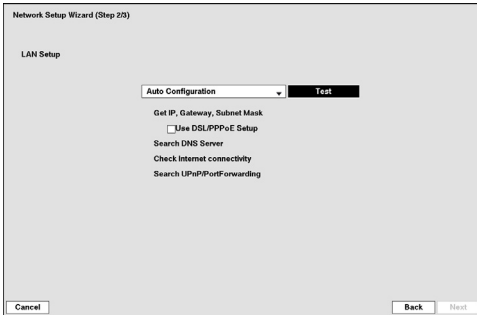 Network Setup Wizard (Step 2/3)
LAN Setup
Auto Configuration
Test
Get IP, Gateway, Subnet Mask
Use DSL/PPPoE Setup
Search DNS Server
Check Internet connectivity
Search UPnP/PortForwarding
Cancel
Back
Next